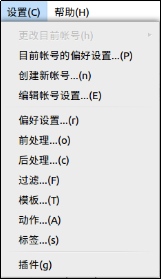 设置(C) 帮助(H)
更改目前帐号(h)
目前帐号的偏好设置...(P)
创建新帐号...(n)
编辑帐号设置...(E)
偏好设置...(r)
前处理...(o)
后处理...(c)
过滤...(F)
模板...(T)
动作...(A)
标签...(s)
插件(g)